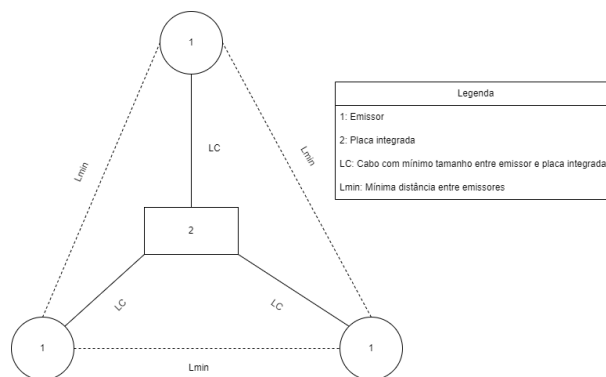 1
Legenda
1: Emissor
2: Placa integrada
LC: Cabo com mínimo tamanho entre emissor e placa integrada
Lmin: Mínima distância entre emissores
LC
Lmin
Lmin
2
LC
LC
1
1
Lmin